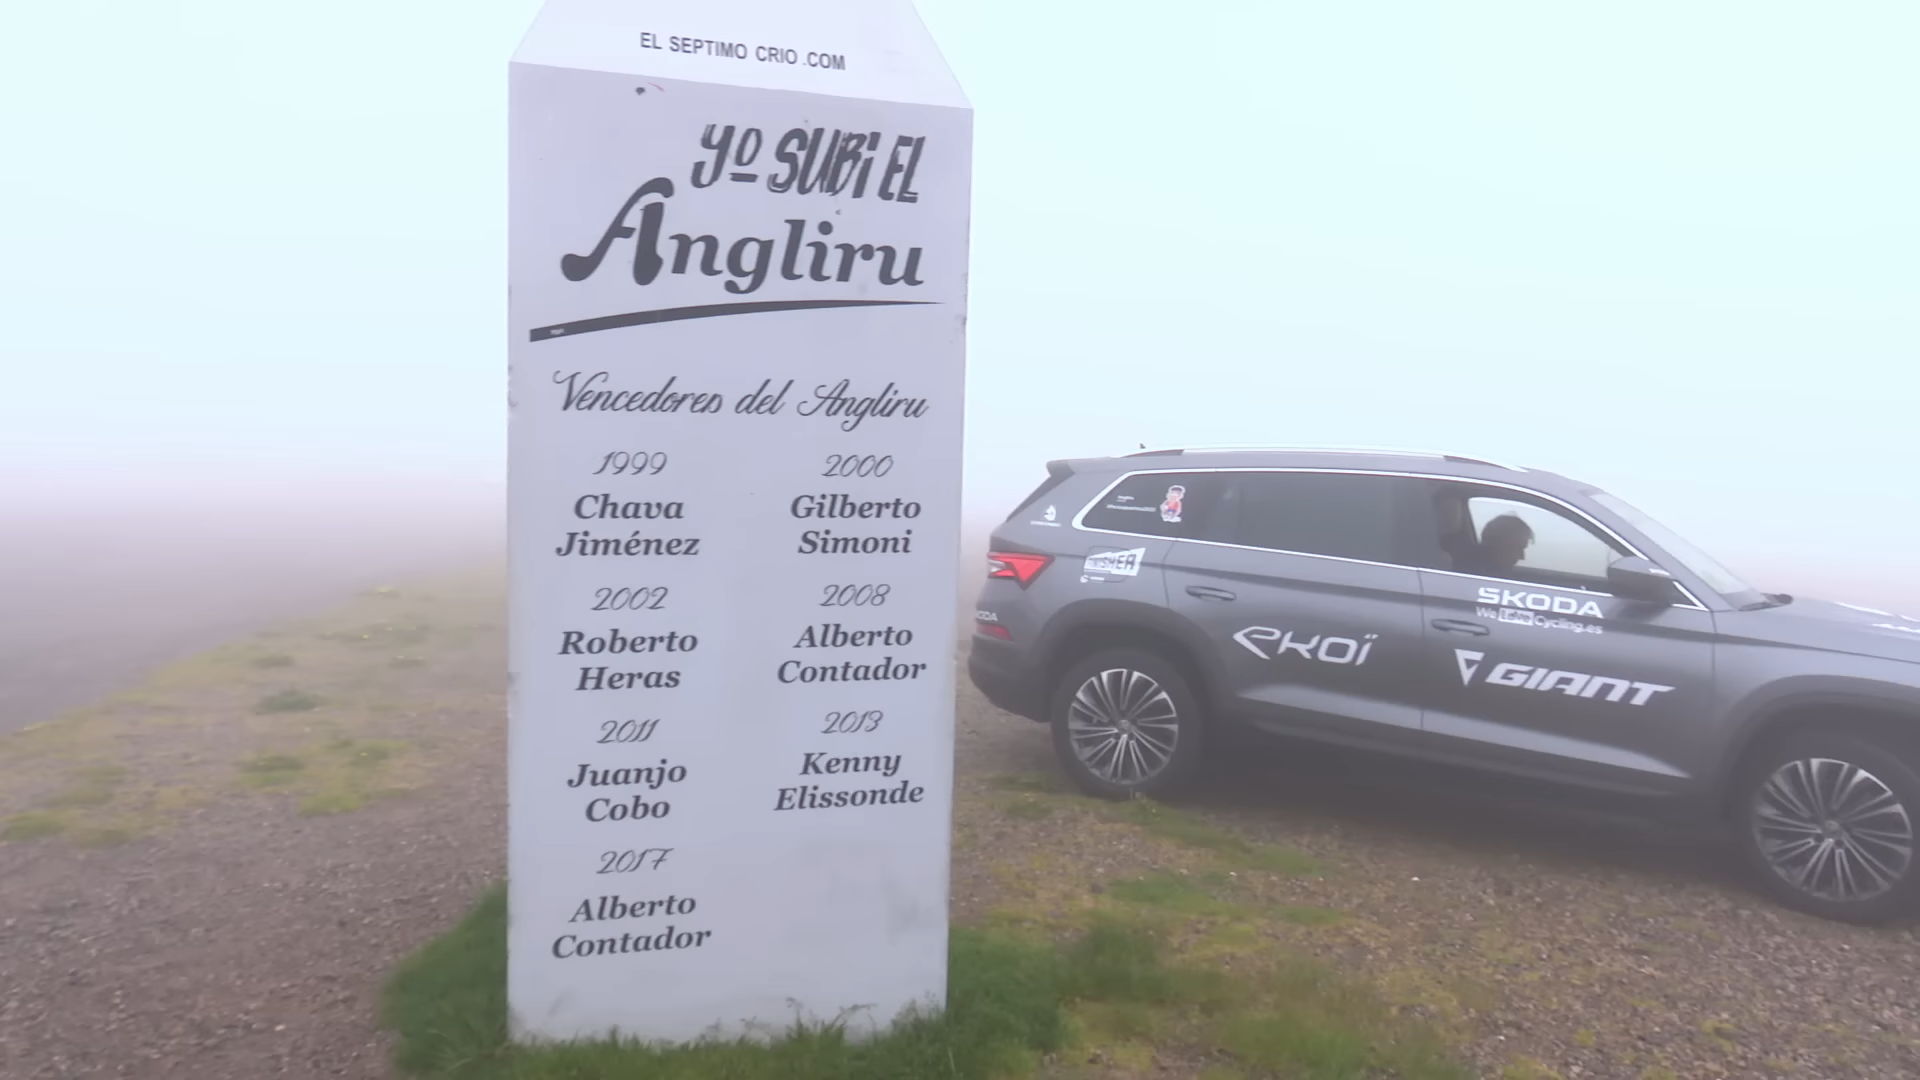 EL SEPTIMO CRIO .COM
yo SUBi EL
Angliru
Vencedores del Angliru
1999
Chava
Jiménez
2000
Gilberto
Simoni
2002
Roberto
Heras
2008
Alberto
Contador
2011
Juanjo
Cobo
2013
Kenny
Elissonde
2017
Alberto
Contador
SKODA
We Love Cycling.es
eKOï
GIANT